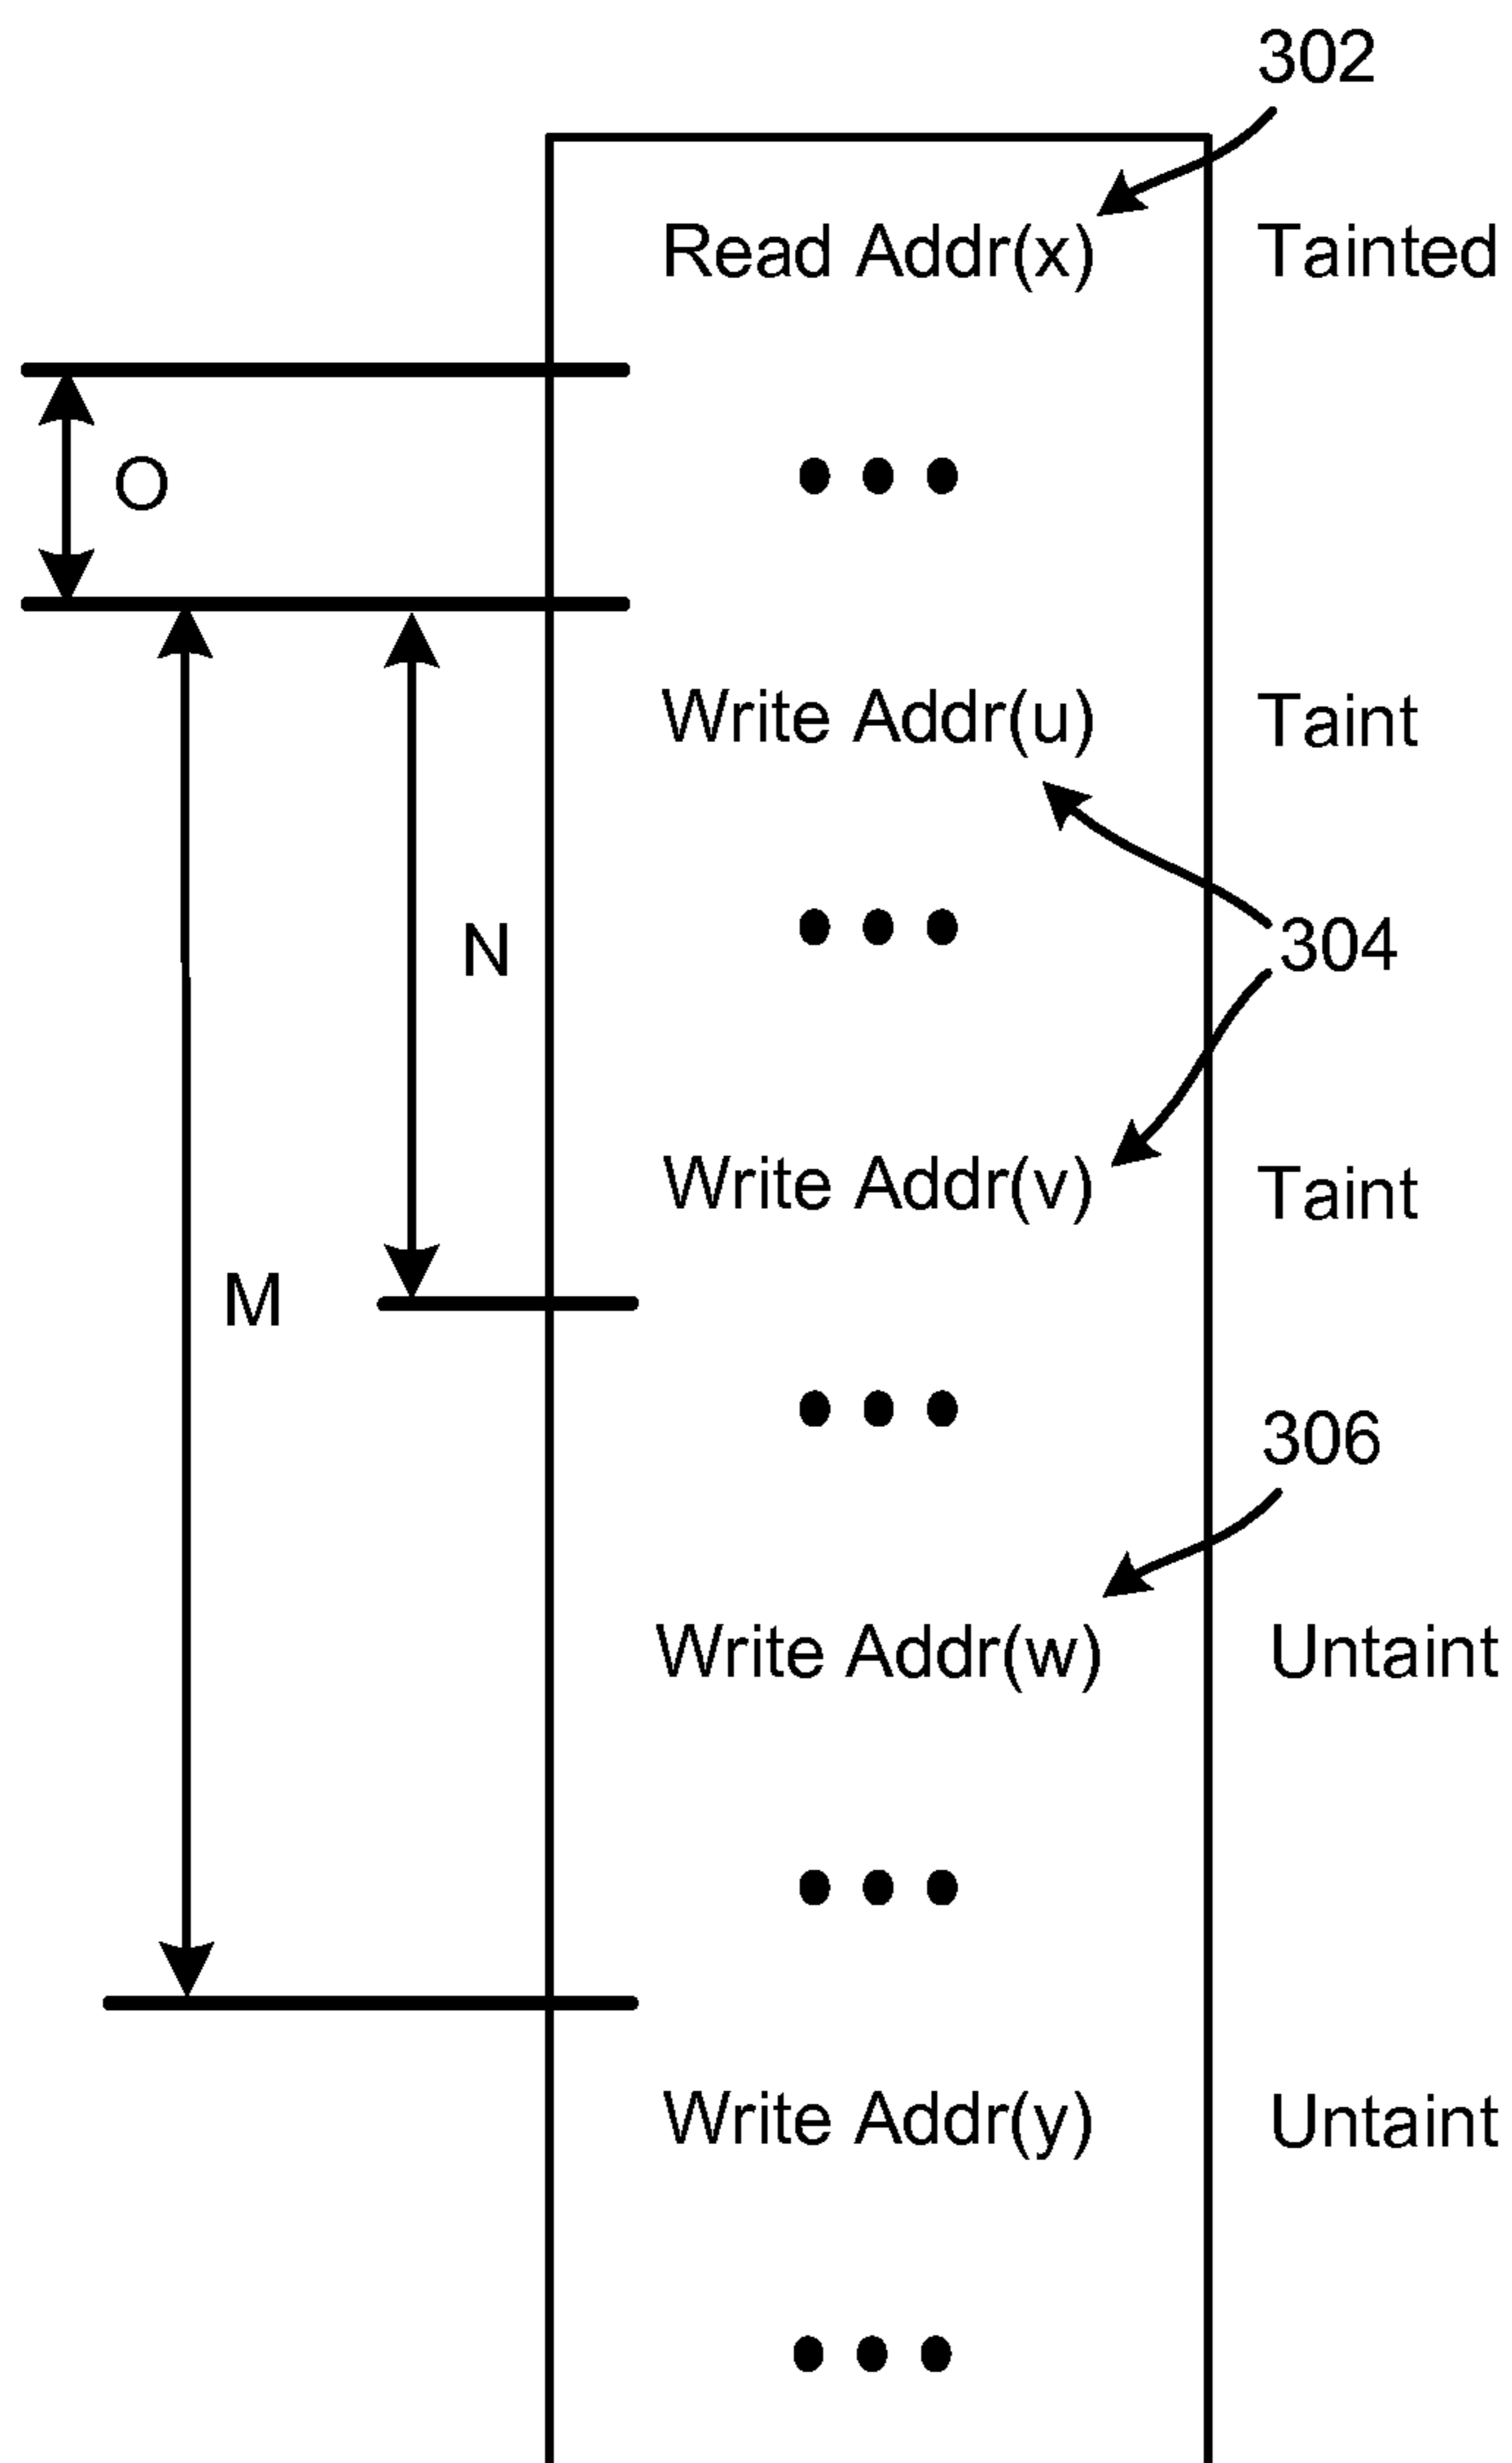 302
Read Addr(x) Tainted
O
Write Addr(u) Taint
N
304
Write Addr(v) Taint
M
306
Write Addr(w) Untaint
Write Addr(y) Untaint